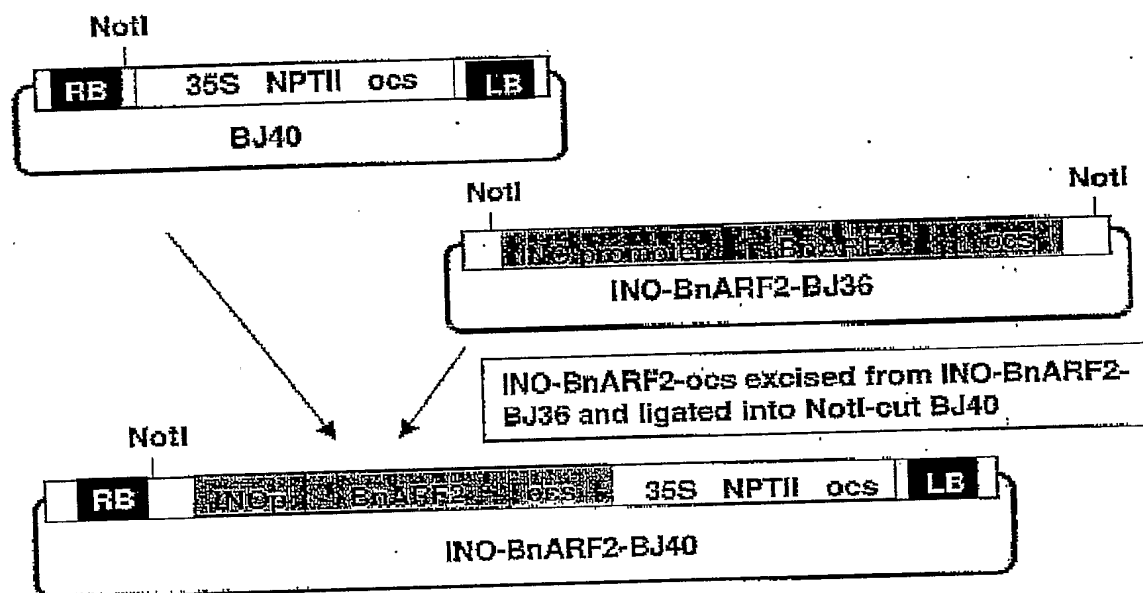 NotI
RB 35S NPTII ocs LB
BJ40
NotI NotI
INO promoter BnARF2 ocs
INO-BnARF2-BJ36
INO-BnARF2-ocs excised from INO-BnARF2-
BJ36 and ligated into NotI-cut BJ40
NotI
RB INOp BnARF2 ocs 35S NPTII ocs LB
INO-BnARF2-BJ40